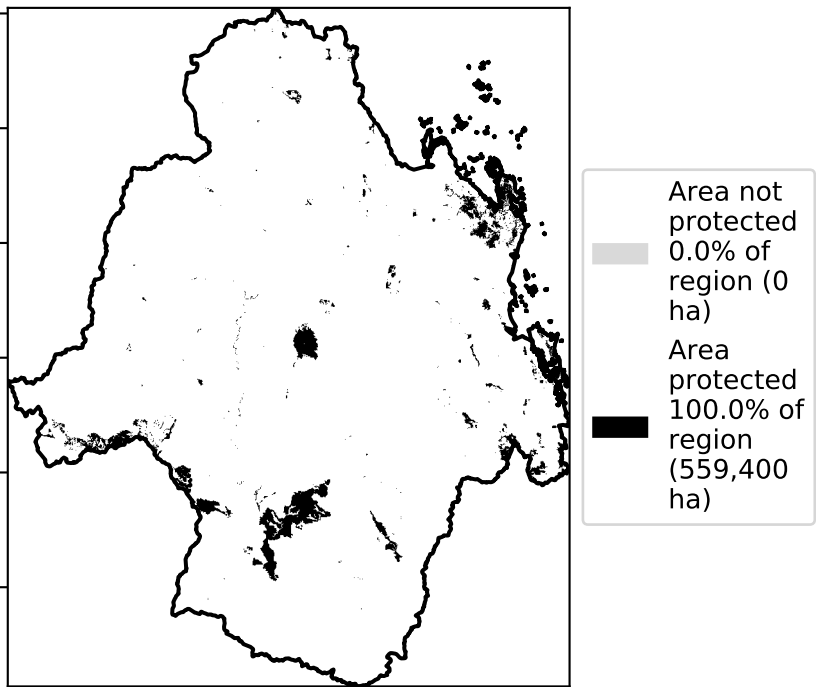 Area not
protected
0.0% of
region (0
ha)
Area
protected
100.0% of
region
(559,400
ha)